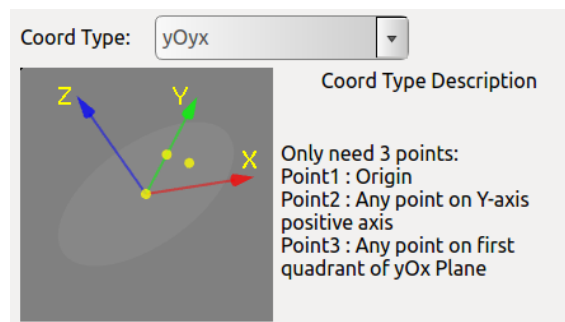 Coord Type: yOyx
Coord Type Description
Z
Y
X
Only need 3 points:
Point1 : Origin
Point2 : Any point on Y-axis
positive axis
Point3 : Any point on first
quadrant of yOx Plane